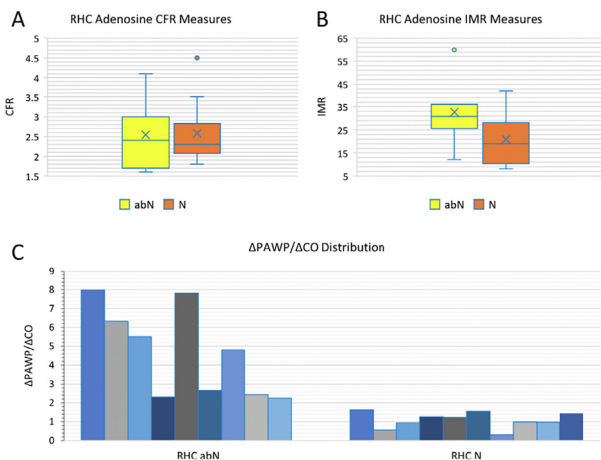 A
RHC Adenosine CFR Measures
5
4.5
4
3.5
3
2.5
2
1.5
CFR
abN N
B
RHC Adenosine IMR Measures
65
55
45
35
25
15
5
IMR
abN N
C
ΔPAWP/ΔCO Distribution
9
8
7
6
5
4
3
2
1
0
ΔPAWP/ΔCO
RHC abN RHC N